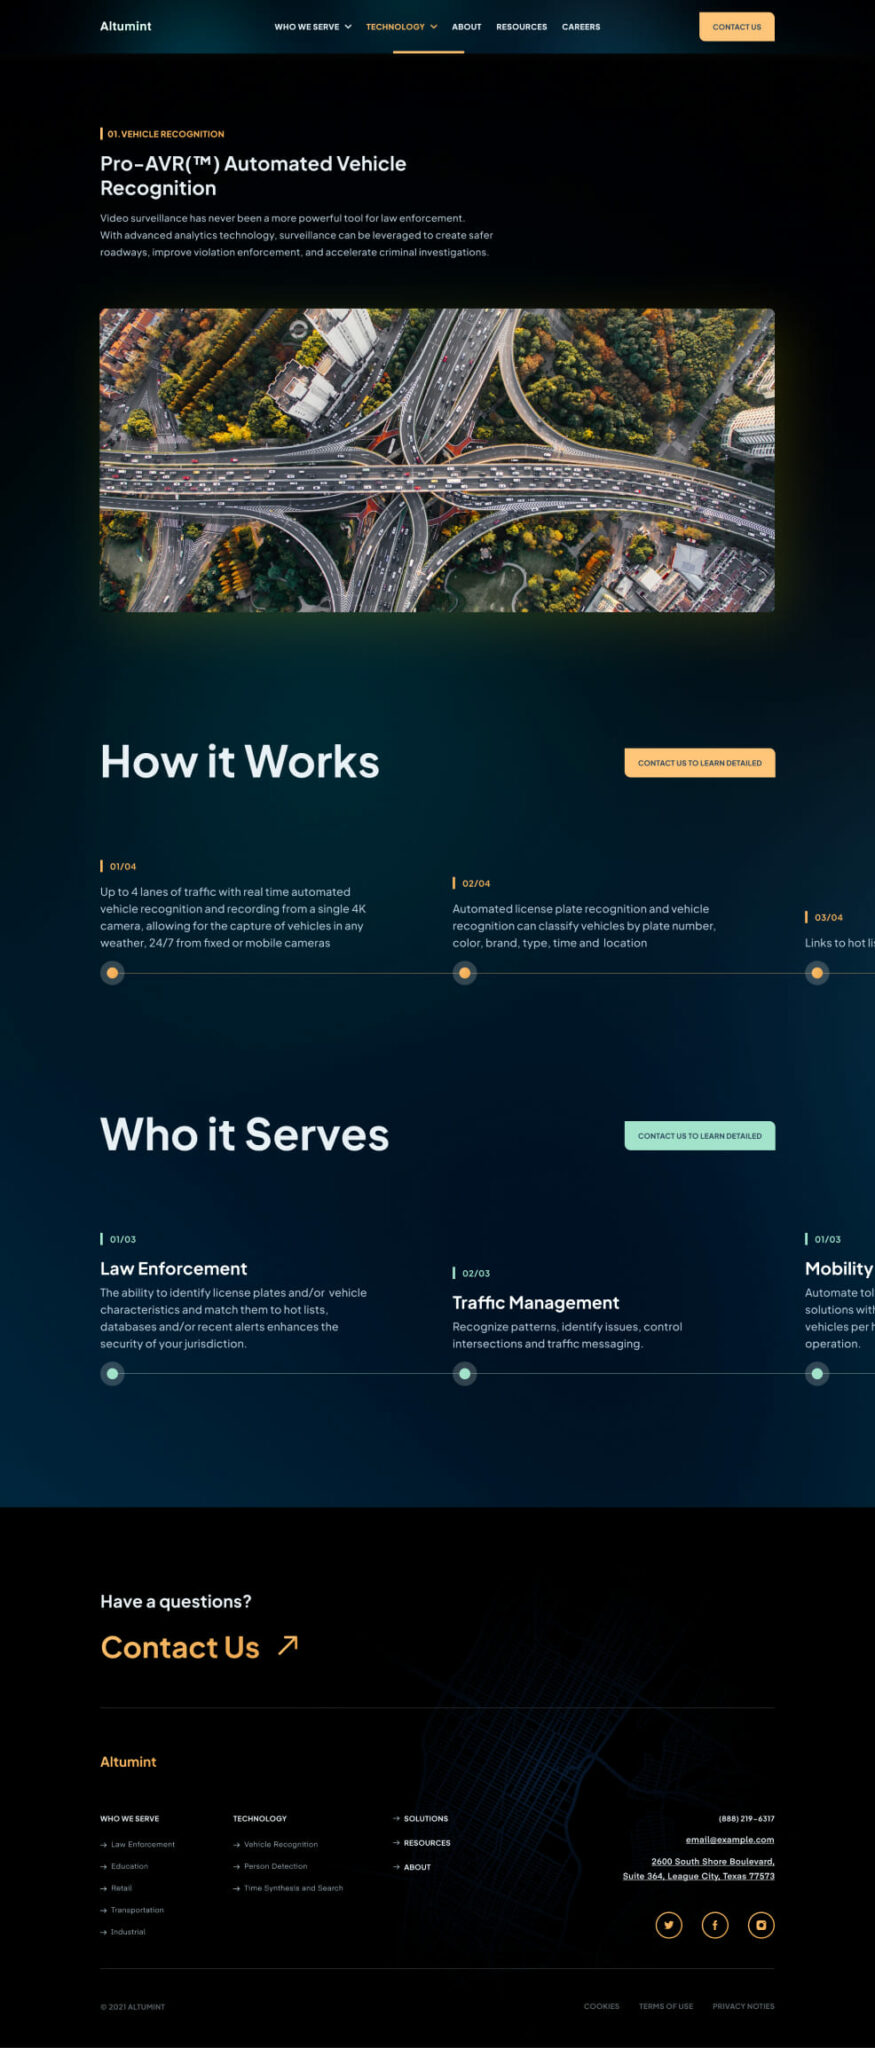 Altumint
WHO WE SERVE
TECHNOLOGY
ABOUT
RESOURCES
CAREERS
CONTACT US
01. VEHICLE RECOGNITION
Pro-AVR(™) Automated Vehicle
Recognition
Video surveillance has never been a more powerful tool for law enforcement.
With advanced analytics technology, surveillance can be leveraged to create safer
roadways, improve violation enforcement, and accelerate criminal investigations.
How it Works
CONTACT US TO LEARN DETAILED
01/04
Up to 4 lanes of traffic with real time automated
vehicle recognition and recording from a single 4K
camera, allowing for the capture of vehicles in any
weather, 24/7 from fixed or mobile cameras
02/04
Automated license plate recognition and vehicle
recognition can classify vehicles by plate number,
color, brand, type, time and location
03/04
Links to hot lis
Who it Serves
CONTACT US TO LEARN DETAILED
01/03
Law Enforcement
The ability to identify license plates and/or vehicle
characteristics and match them to hot lists,
databases and/or recent alerts enhances the
security of your jurisdiction.
02/03
Traffic Management
Recognize patterns, identify issues, control
intersections and traffic messaging.
01/03
Mobility
Automate tol
solutions with
vehicles per h
operation.
Have a questions?
Contact Us
Altumint
WHO WE SERVE
Law Enforcement
Education
Retail
Transportation
Industrial
TECHNOLOGY
Vehicle Recognition
Person Detection
Time Synthesis and Search
SOLUTIONS
RESOURCES
ABOUT
(888) 219-6317
email@example.com
2600 South Shore Boulevard,
Suite 364, League City, Texas 77573
© 2021 ALTUMINT
COOKIES
TERMS OF USE
PRIVACY NOTIES